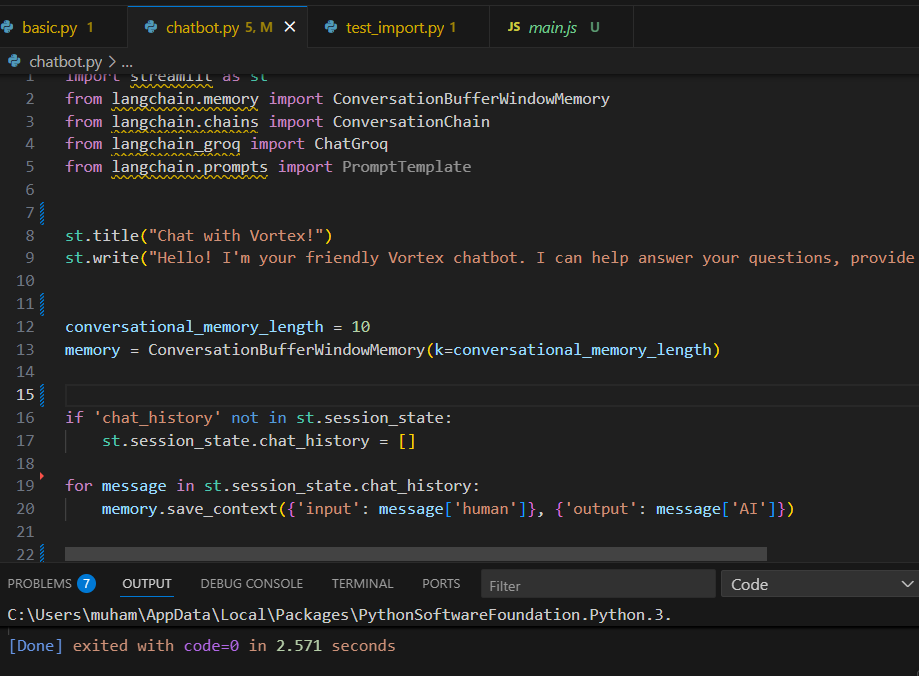 basic.py 1 chatbot.py 5, M test_import.py 1 JS main.js U
chatbot.py > ...
1 import streamlit as st
2 from langchain.memory import ConversationBufferWindowMemory
3 from langchain.chains import ConversationChain
4 from langchain_groq import ChatGroq
5 from langchain.prompts import PromptTemplate
6
7
8 st.title("Chat with Vortex!")
9 st.write("Hello! I'm your friendly Vortex chatbot. I can help answer your questions, provide
10
11
12 conversational_memory_length = 10
13 memory = ConversationBufferWindowMemory(k=conversational_memory_length)
14
15
16 if 'chat_history' not in st.session_state:
17 st.session_state.chat_history = []
18
19 for message in st.session_state.chat_history:
20 memory.save_context({'input': message['human']}, {'output': message['AI']})
21
22
PROBLEMS 7 OUTPUT DEBUG CONSOLE TERMINAL PORTS Filter Code
C:\Users\muham\AppData\Local\Packages\PythonSoftwareFoundation.Python.3.
[Done] exited with code=0 in 2.571 seconds